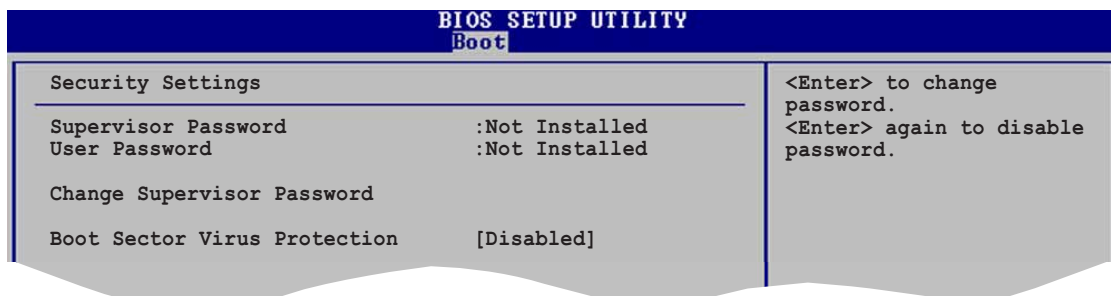 BIOS SETUP UTILITY
Boot
Security Settings
Supervisor Password :Not Installed
User Password :Not Installed
Change Supervisor Password
Boot Sector Virus Protection [Disabled]
<Enter> to change
password.
<Enter> again to disable
password.